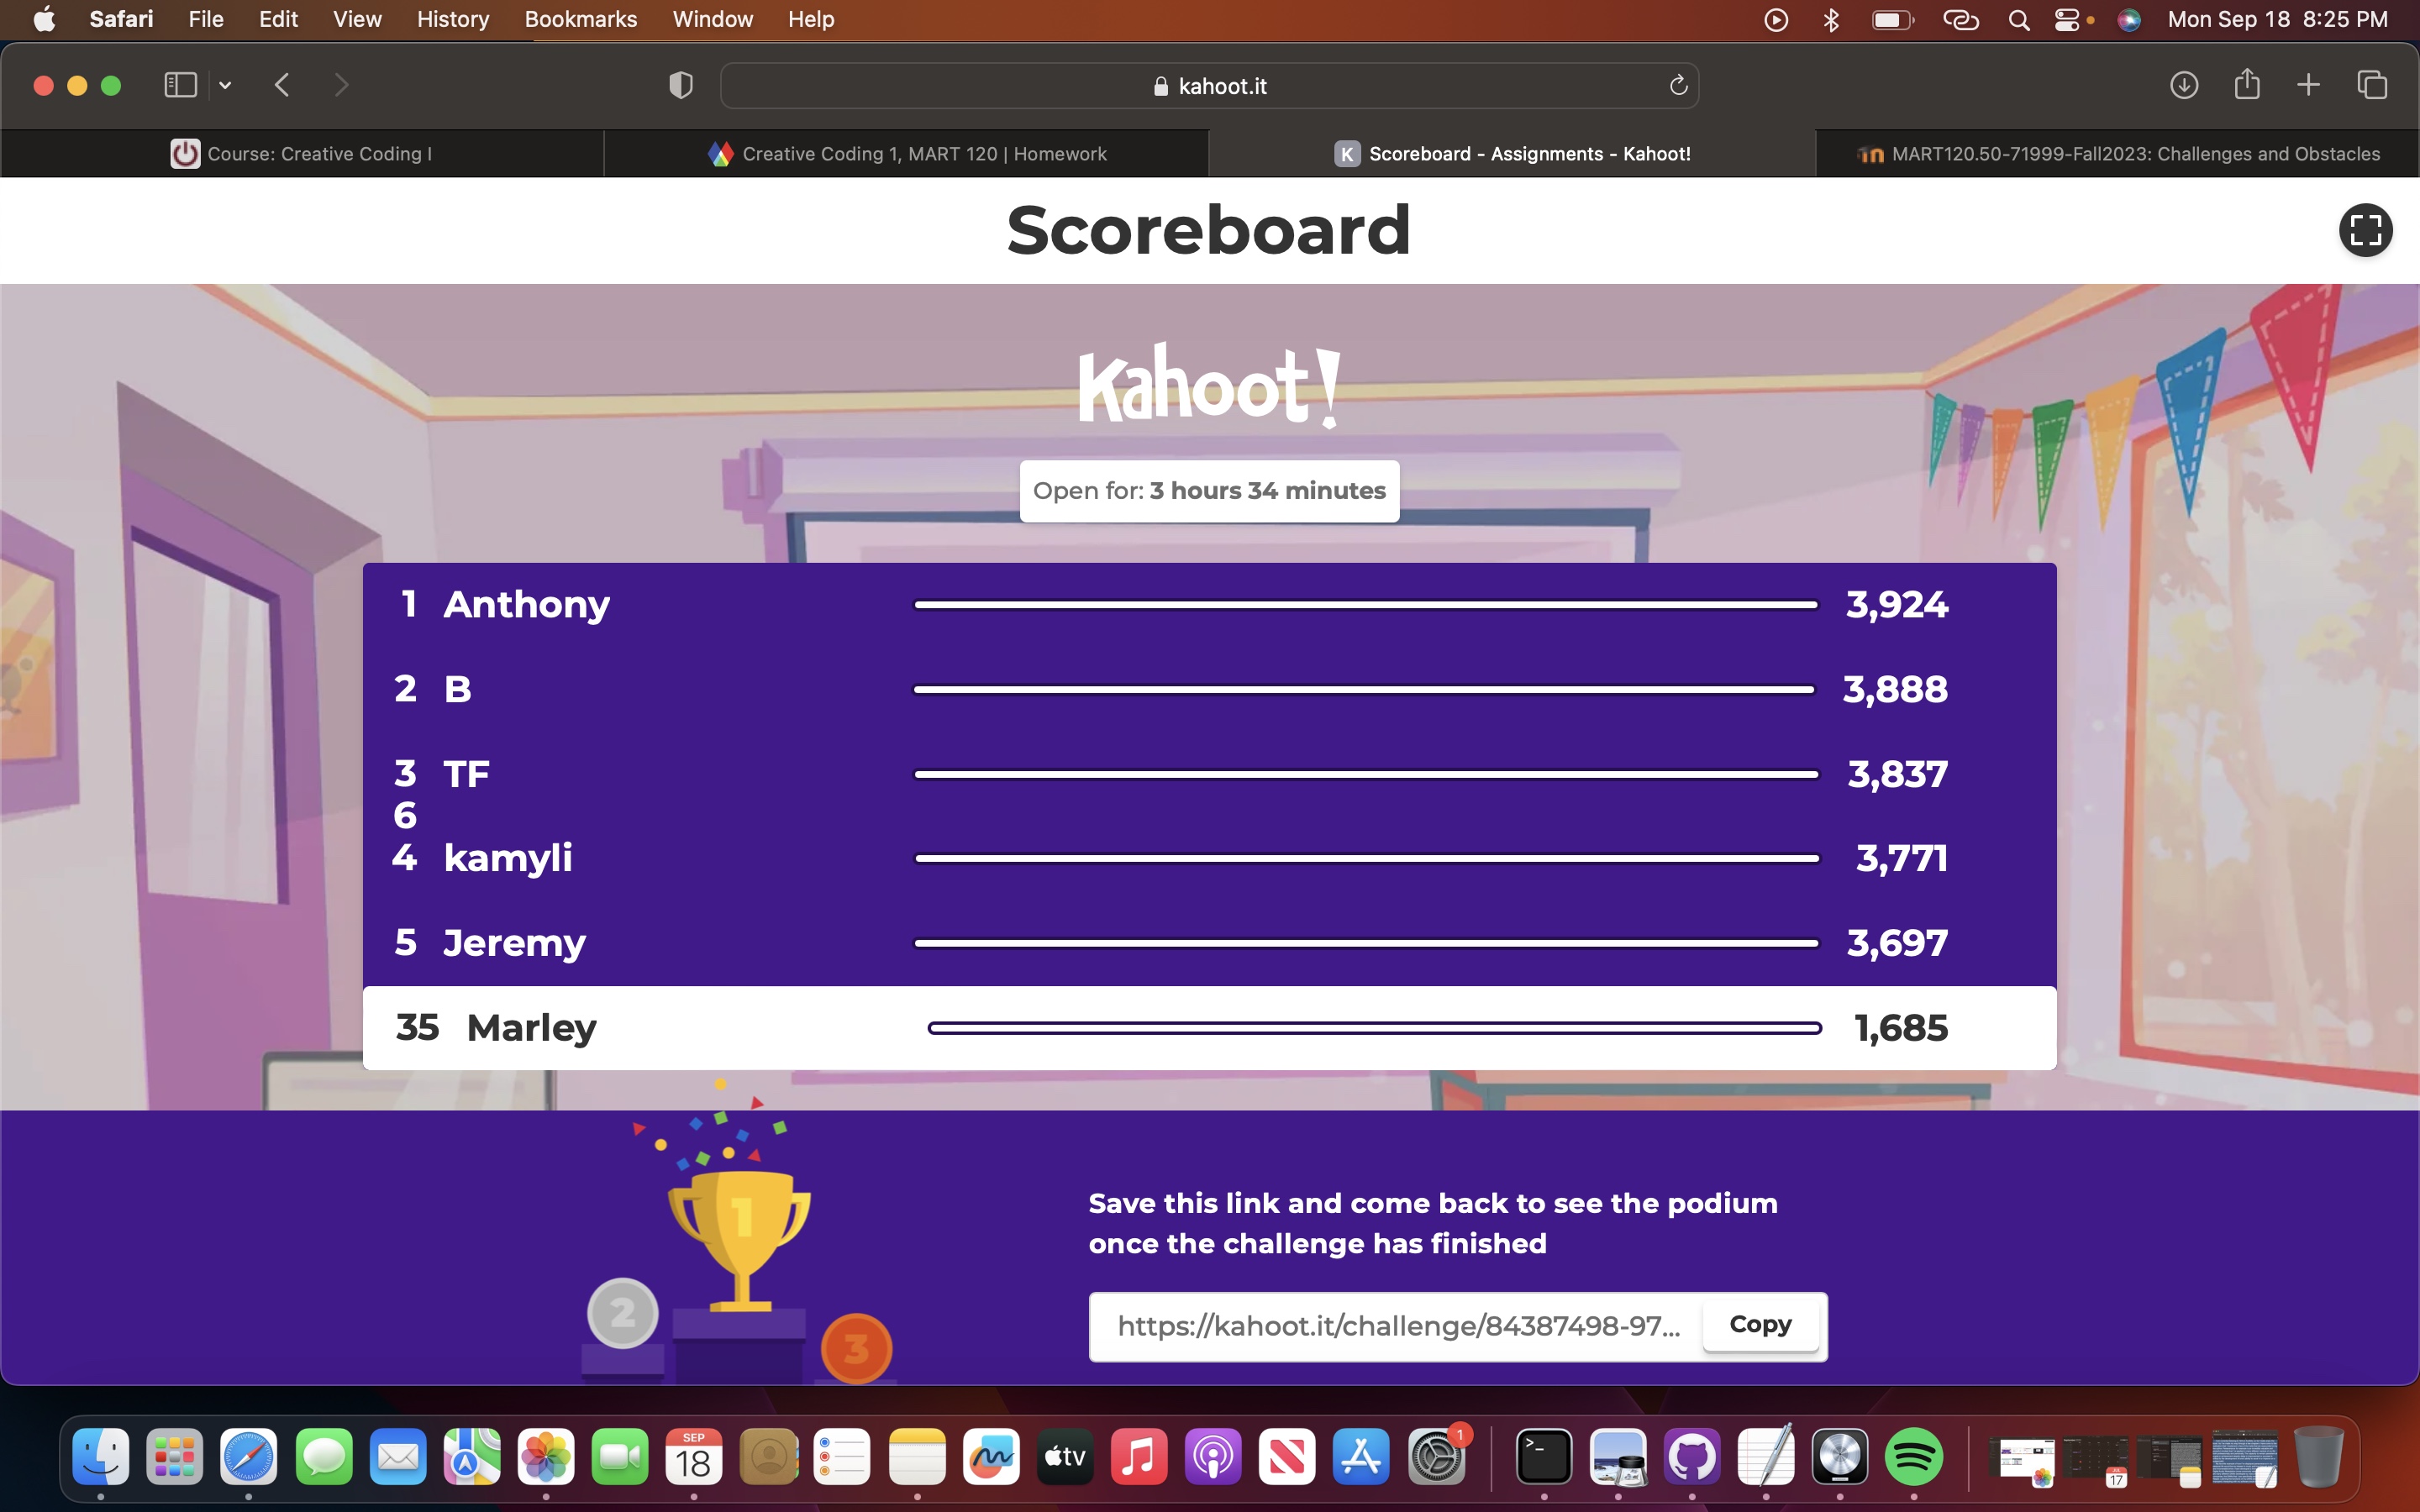 Safari File Edit View History Bookmarks Window Help Mon Sep 18 8:25 PM
kahoot.it
Course: Creative Coding I
Creative Coding 1, MART 120 | Homework
K Scoreboard - Assignments - Kahoot!
MART120.50-71999-Fall2023: Challenges and Obstacles
Scoreboard
Kahoot!
Open for: 3 hours 34 minutes
1 Anthony 3,924
2 B 3,888
3 TF 3,837
6
4 kamyli 3,771
5 Jeremy 3,697
35 Marley 1,685
1
2
3
Save this link and come back to see the podium
once the challenge has finished
https://kahoot.it/challenge/84387498-97... Copy
SEP
18
tv
1
>_
17